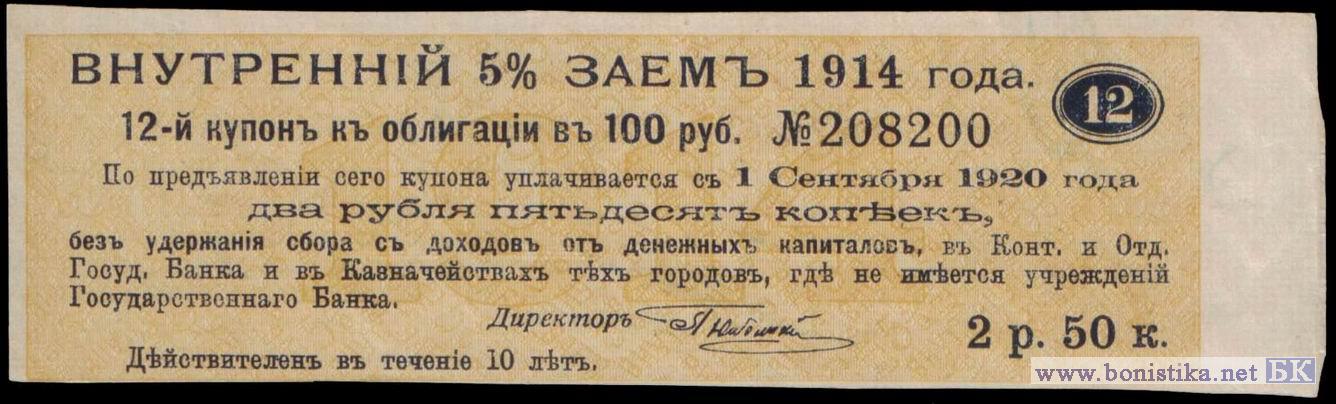 ВНУТРЕННІЙ 5% ЗАЕМЪ 1914 года.
12
12-й купонъ къ облигаціи въ 100 руб. №208200
По предъявленіи сего купона уплачивается съ 1 Сентября 1920 года
два рубля пятьдесятъ копѣекъ,
безъ удержанія сбора съ доходовъ отъ денежныхъ капиталовъ, въ Конт. и Отд.
Госуд. Банка и въ Казначействахъ тѣхъ городовъ, гдѣ не имѣется учрежденій
Государственнаго Банка.
Директоръ
2 р. 50 к.
Дѣйствителенъ въ теченіе 10 лѣтъ.
www.bonistika.net БК